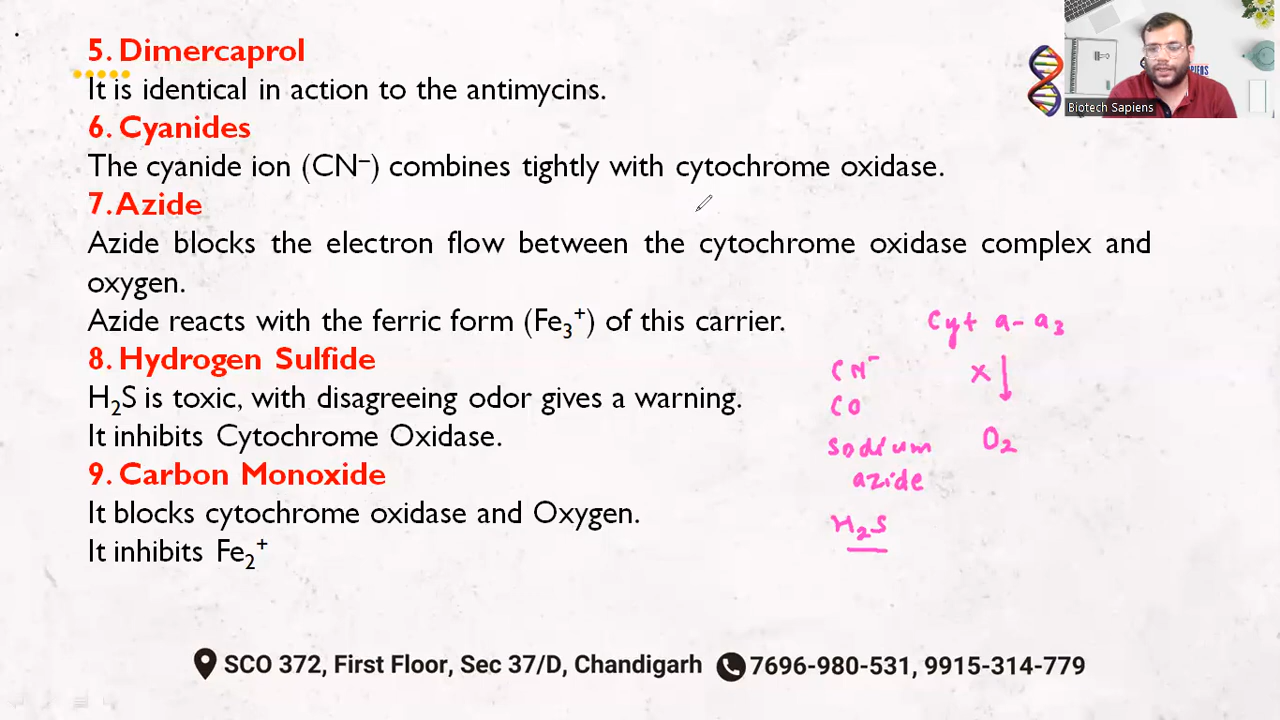 5. Dimercaprol
It is identical in action to the antimycins.
6. Cyanides
The cyanide ion (CN⁻) combines tightly with cytochrome oxidase.
7. Azide
Azide blocks the electron flow between the cytochrome oxidase complex and
oxygen.
Azide reacts with the ferric form (Fe₃⁺) of this carrier.
8. Hydrogen Sulfide
H₂S is toxic, with disagreeing odor gives a warning.
It inhibits Cytochrome Oxidase.
9. Carbon Monoxide
It blocks cytochrome oxidase and Oxygen.
It inhibits Fe₂⁺
Cyt a- a₃
CN⁻ X
CO
Sodium O₂
azide
H₂S
Biotech Sapiens
SCO 372, First Floor, Sec 37/D, Chandigarh 7696-980-531, 9915-314-779